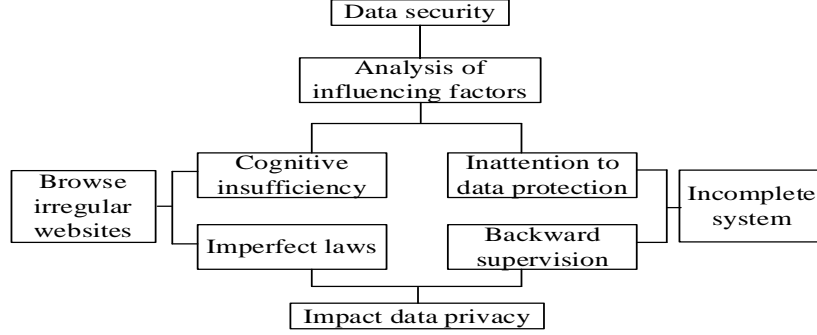 Data security
Analysis of
influencing factors
Cognitive
insufficiency
Inattention to
data protection
Browse
irregular
websites
Incomplete
system
Imperfect laws
Backward
supervision
Impact data privacy